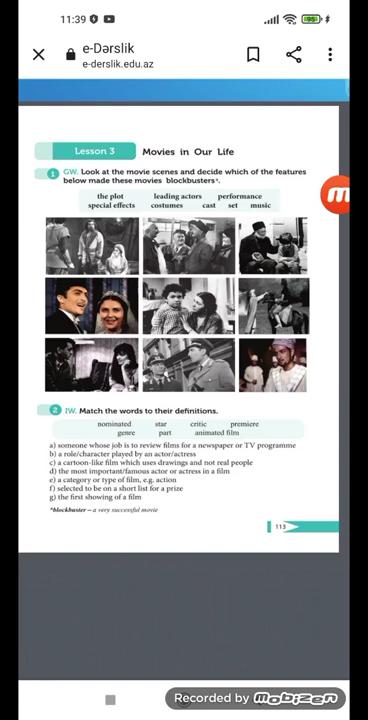 11:39
95
e-Dərslik
e-derslik.edu.az
Lesson 3 Movies in Our Life
1 GW. Look at the movie scenes and decide which of the features
below made these movies blockbusters*.
the plot leading actors performance
special effects costumes cast set music
m
2 IW. Match the words to their definitions.
nominated star critic premiere
genre part animated film
a) someone whose job is to review films for a newspaper or TV programme
b) a role/character played by an actor/actress
c) a cartoon-like film which uses drawings and not real people
d) the most important/famous actor or actress in a film
e) a category or type of film, e.g. action
f) selected to be on a short list for a prize
g) the first showing of a film
*blockbuster – a very successful movie
113
Recorded by mobizen